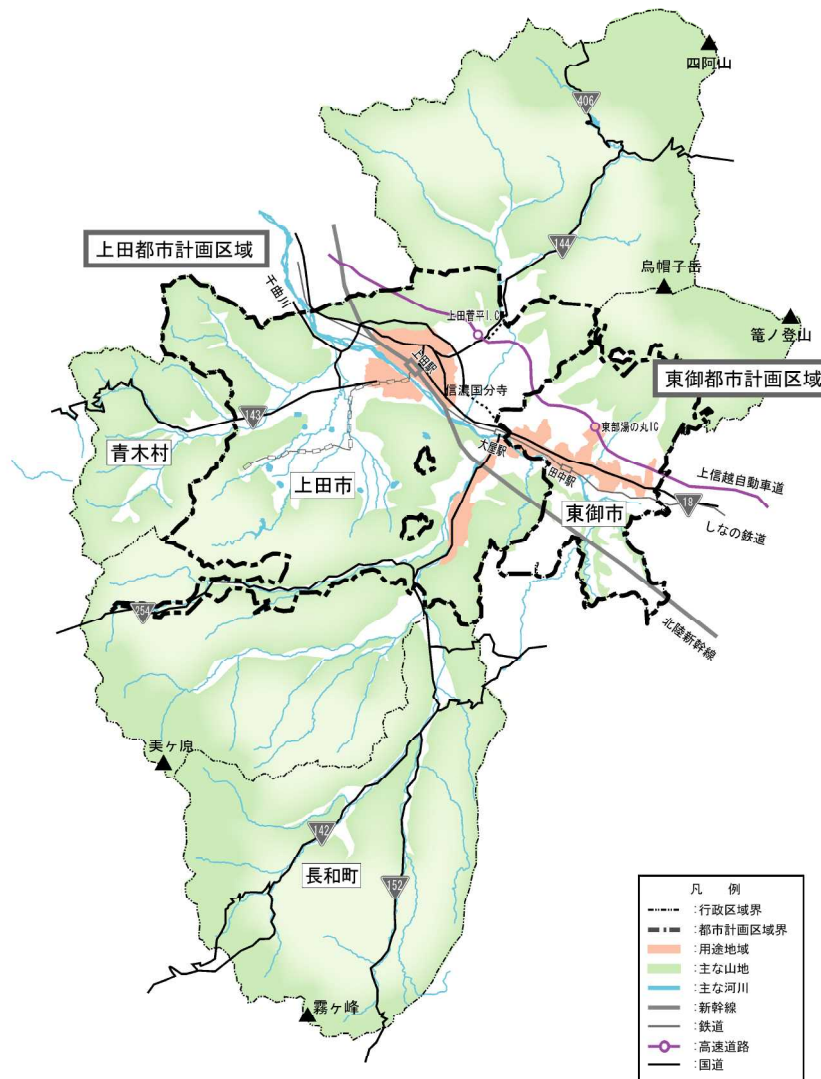 四阿山
406
上田都市計画区域
千曲川
144
烏帽子岳
上田菅平I.C
籠ノ登山
上田駅
信濃国分寺
東御都市計画区域
143
東部湯の丸IC
青木村
大屋駅
上田市
田中駅
上信越自動車道
東御市
18
しなの鉄道
254
北陸新幹線
美ヶ原
142
長和町
152
霧ヶ峰
凡 例
:行政区域界
:都市計画区域界
:用途地域
:主な山地
:主な河川
:新幹線
:鉄道
:高速道路
:国道